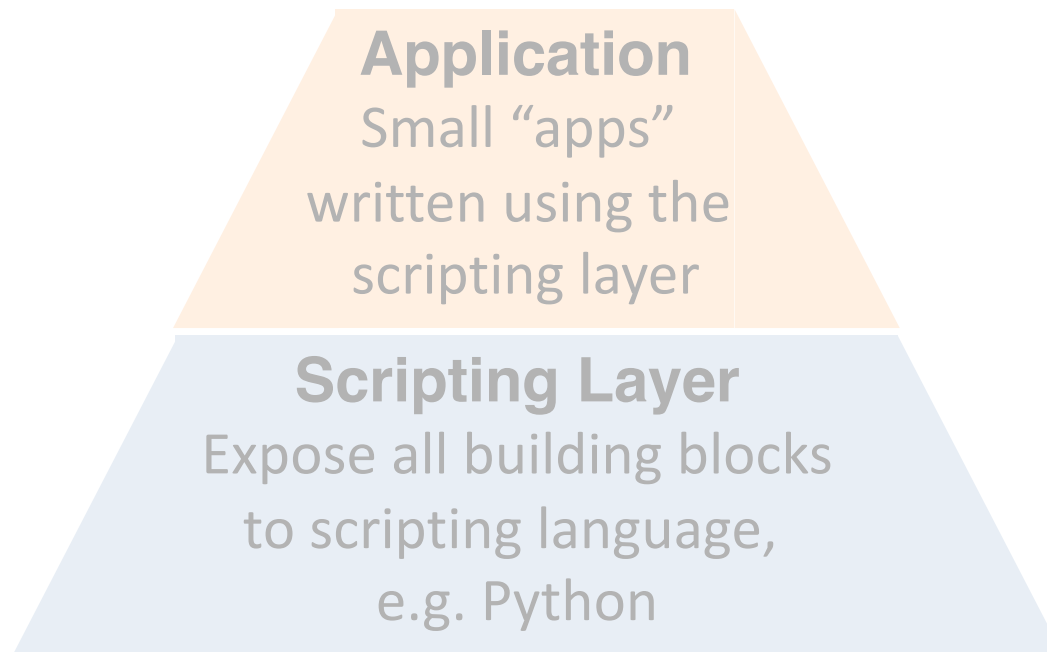 Application
Small “apps”
written using the
scripting layer
Scripting Layer
Expose all building blocks
to scripting language,
e.g. Python